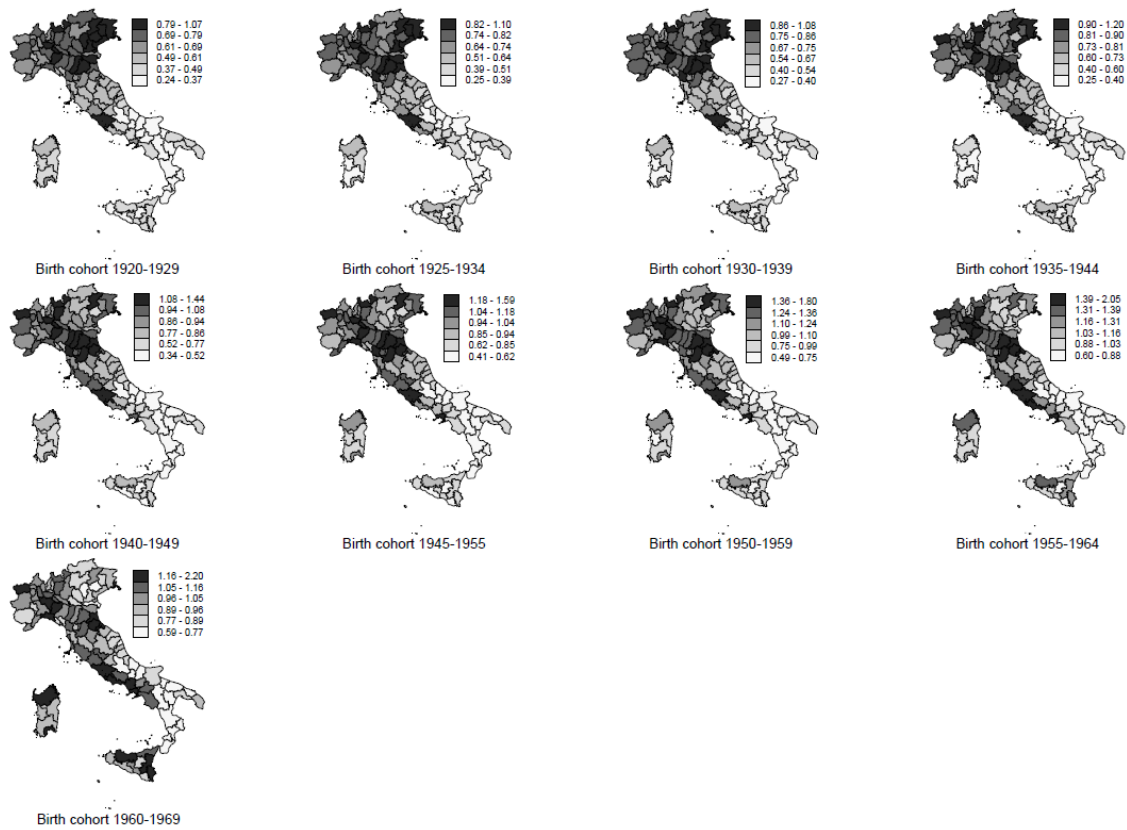 0.79 - 1.07
0.69 - 0.79
0.61 - 0.69
0.49 - 0.61
0.37 - 0.49
0.24 - 0.37
Birth cohort 1920-1929
0.82 - 1.10
0.74 - 0.82
0.64 - 0.74
0.51 - 0.64
0.39 - 0.51
0.25 - 0.39
Birth cohort 1925-1934
0.86 - 1.08
0.75 - 0.86
0.67 - 0.75
0.54 - 0.67
0.40 - 0.54
0.27 - 0.40
Birth cohort 1930-1939
0.90 - 1.20
0.81 - 0.90
0.73 - 0.81
0.60 - 0.73
0.40 - 0.60
0.25 - 0.40
Birth cohort 1935-1944
1.08 - 1.44
0.94 - 1.08
0.86 - 0.94
0.77 - 0.86
0.52 - 0.77
0.34 - 0.52
Birth cohort 1940-1949
1.18 - 1.59
1.04 - 1.18
0.94 - 1.04
0.85 - 0.94
0.62 - 0.85
0.41 - 0.62
Birth cohort 1945-1955
1.36 - 1.80
1.24 - 1.36
1.10 - 1.24
0.99 - 1.10
0.75 - 0.99
0.49 - 0.75
Birth cohort 1950-1959
1.39 - 2.05
1.31 - 1.39
1.16 - 1.31
1.03 - 1.16
0.88 - 1.03
0.60 - 0.88
Birth cohort 1955-1964
1.16 - 2.20
1.05 - 1.16
0.96 - 1.05
0.89 - 0.96
0.77 - 0.89
0.59 - 0.77
Birth cohort 1960-1969